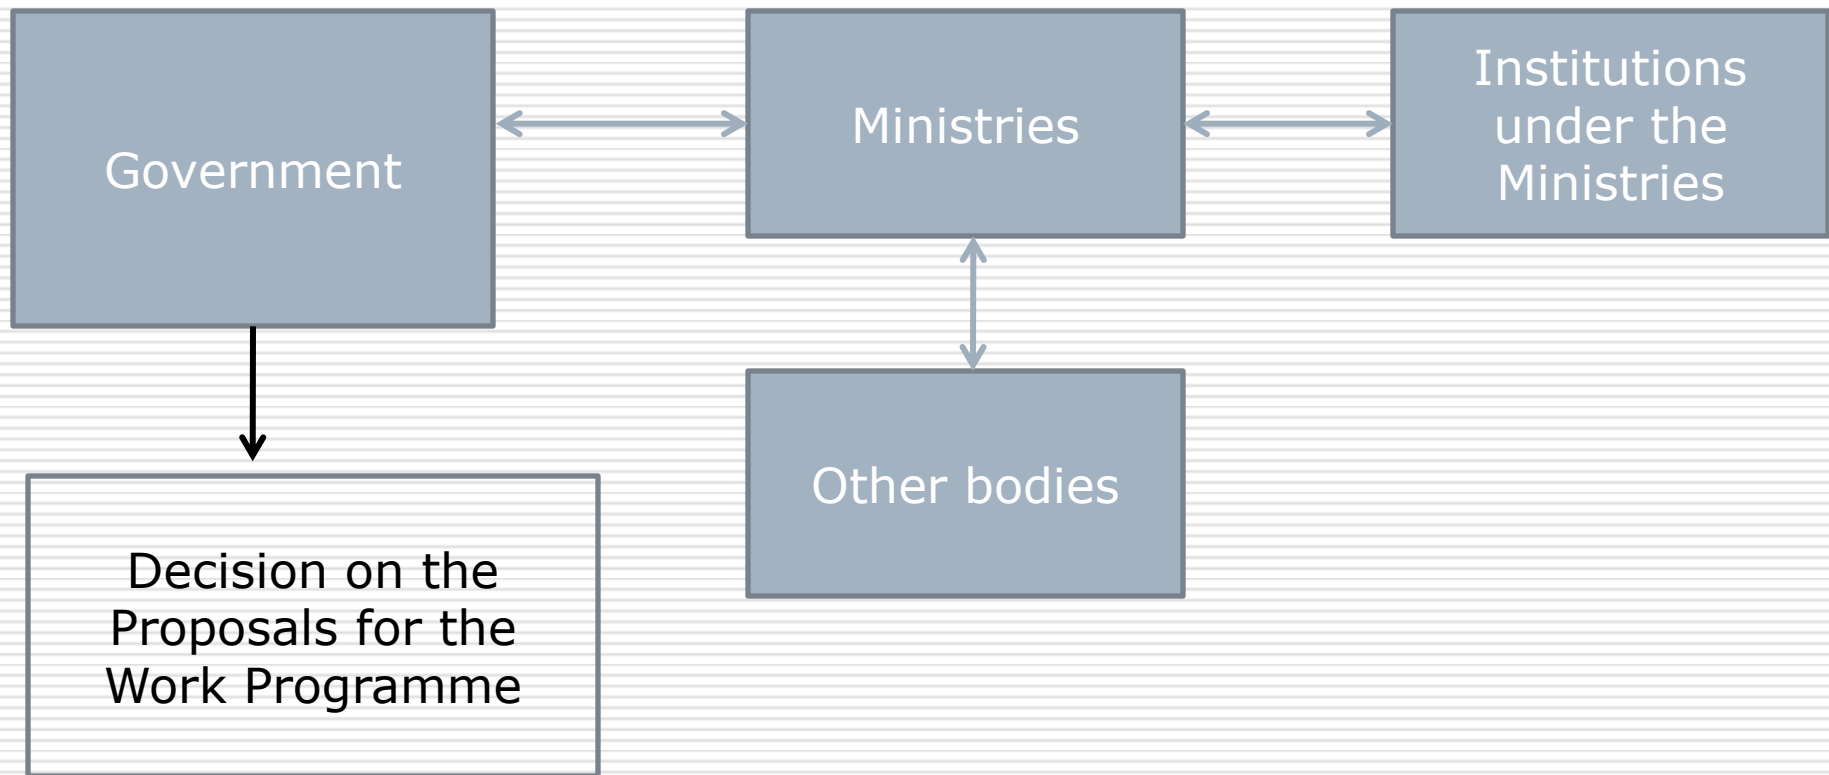 Government
Ministries
Institutions
under the
Ministries
Other bodies
Decision on the
Proposals for the
Work Programme